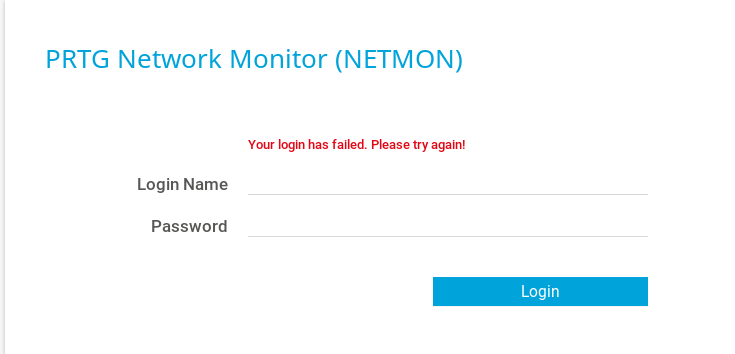 PRTG Network Monitor (NETMON)
Your login has failed. Please try again!
Login Name
Password
Login